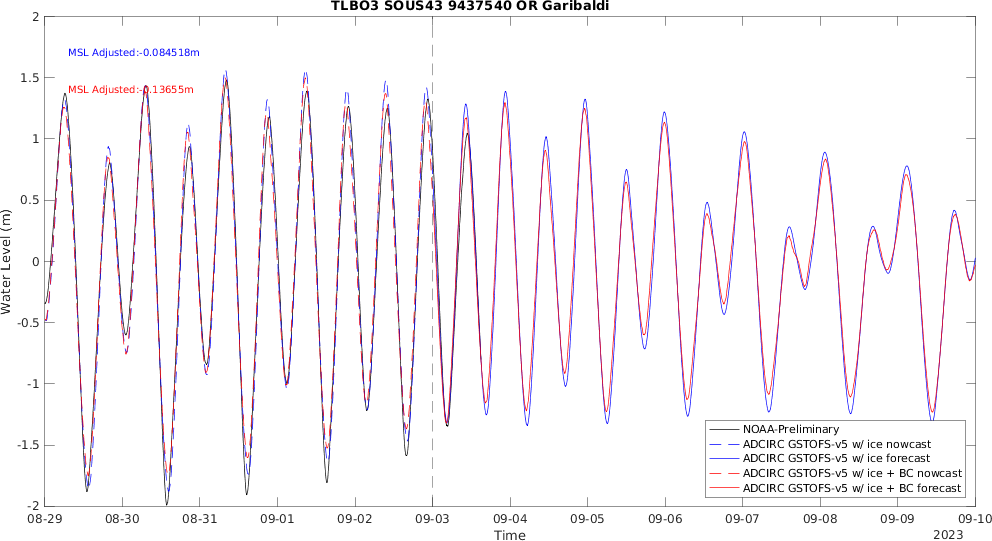 TLBO3 SOUS43 9437540 OR Garibaldi
MSL Adjusted:-0.084518m
MSL Adjusted:-0.13655m
2
1.5
1
0.5
0
-0.5
-1
-1.5
-2
Water Level (m)
NOAA-Preliminary
ADCIRC GSTOFS-v5 w/ ice nowcast
ADCIRC GSTOFS-v5 w/ ice forecast
ADCIRC GSTOFS-v5 w/ ice + BC nowcast
ADCIRC GSTOFS-v5 w/ ice + BC forecast
08-29 08-30 08-31 09-01 09-02 09-03 09-04 09-05 09-06 09-07 09-08 09-09 09-10
Time
2023